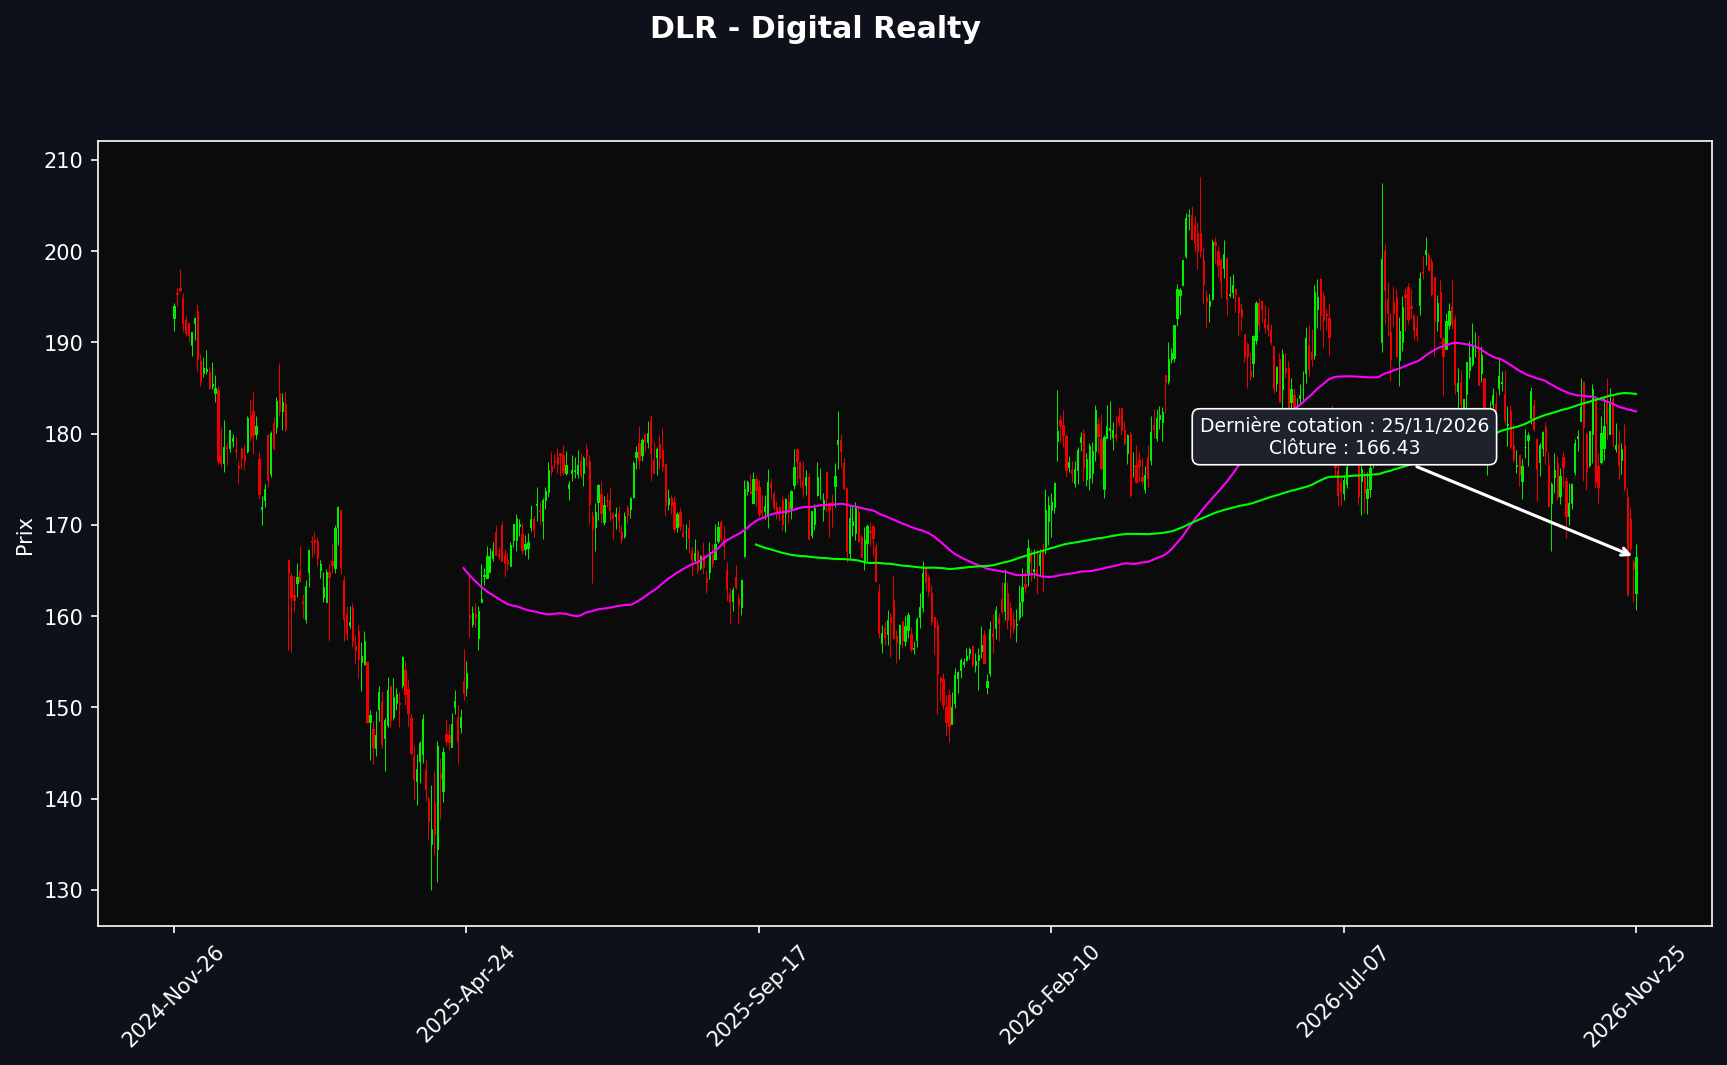 DLR - Digital Realty
Prix
210
200
190
180
170
160
150
140
130
Dernière cotation : 25/11/2026
Clôture : 166.43
2024-Nov-26
2025-Apr-24
2025-Sep-17
2026-Feb-10
2026-Jul-07
2026-Nov-25